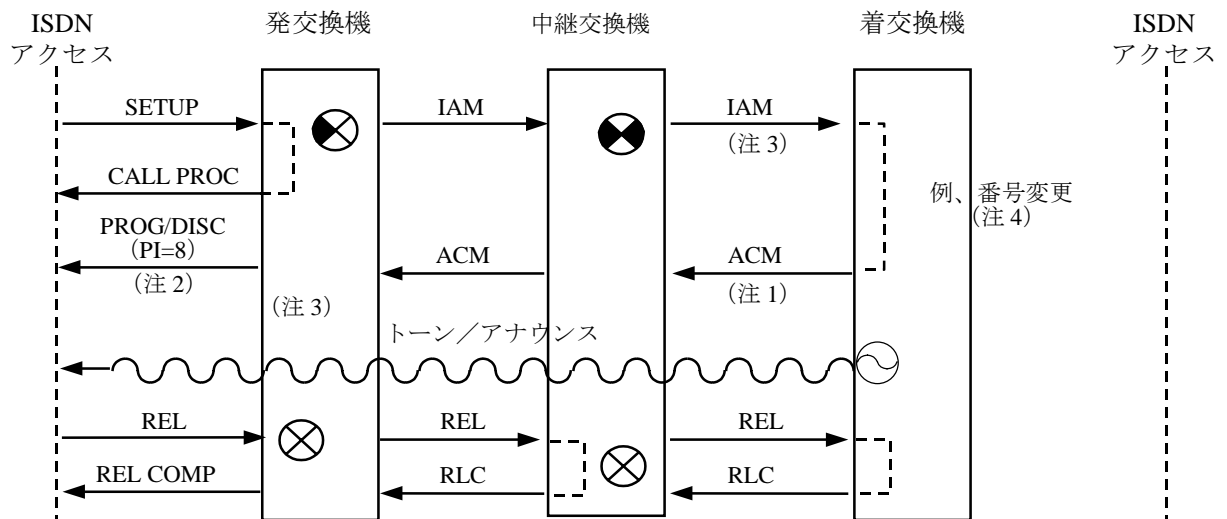 ISDN
アクセス
発交換機
中継交換機
着交換機
ISDN
アクセス
SETUP
IAM
IAM
(注 3)
CALL PROC
例、番号変更
(注 4)
PROG/DISC
(PI=8)
(注 2)
ACM
ACM
(注 1)
(注 3)
トーン/アナウンス
REL
REL
REL
REL COMP
RLC
RLC